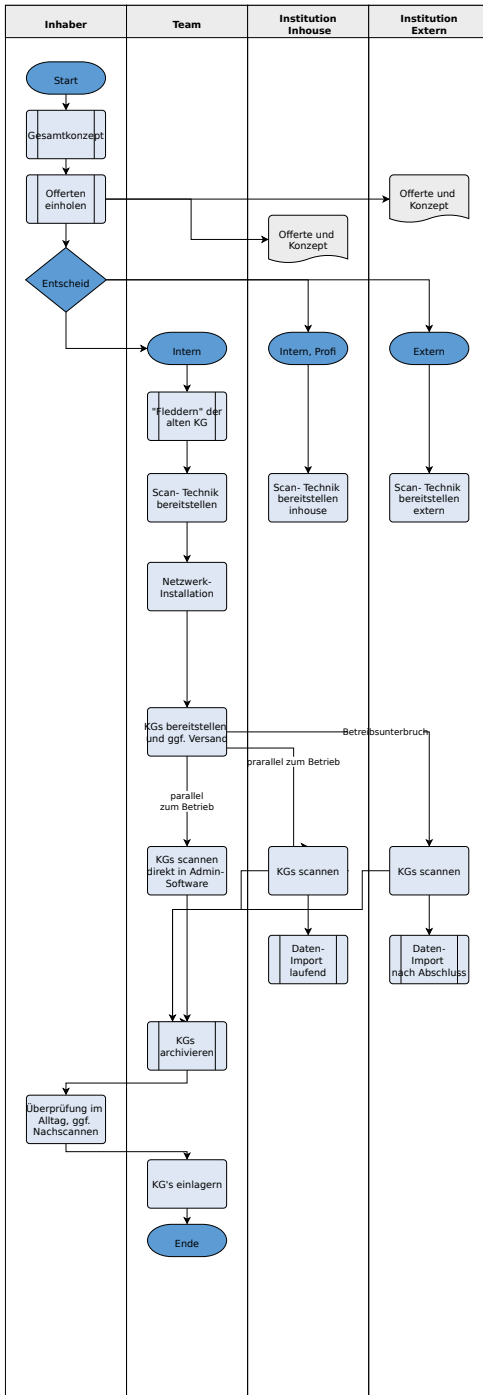 Inhaber
Team
Institution
Inhouse
Institution
Extern
Start
Gesamtkonzept
Offerten
einholen
Offerte und
Konzept
Offerte und
Konzept
Entscheid
Intern
Intern, Profi
Extern
"Fleddern" der
alten KG
Scan- Technik
bereitstellen
Scan- Technik
bereitstellen
inhouse
Scan- Technik
bereitstellen
extern
Netzwerk-
Installation
KGs bereitstellen
und ggf. Versand
Betreibsunterbruch
prarallel zum Betrieb
parallel
zum Betrieb
KGs scannen
direkt in Admin-
Software
KGs scannen
KGs scannen
Daten-
Import
laufend
Daten-
Import
nach Abschluss
KGs
archivieren
Überprüfung im
Alltag, ggf.
Nachscannen
KG's einlagern
Ende